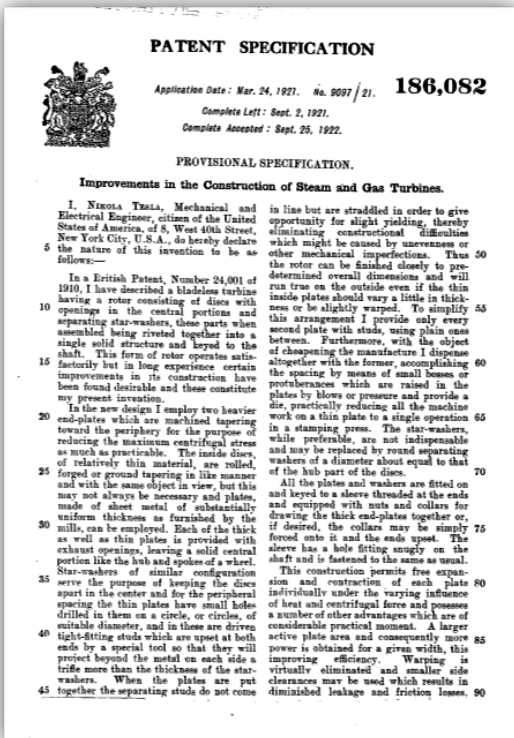 PATENT SPECIFICATION
Application Date: Mar. 24, 1921. No. 9097/21.
186,082
Complete Left: Sept. 2, 1921.
Complete Accepted: Sept. 25, 1922.
PROVISIONAL SPECIFICATION.
Improvements in the Construction of Steam and Gas Turbines.
I, NIKOLA TESLA, Mechanical and
Electrical Engineer, citizen of the United
States of America, of 8, West 40th Street,
New York City, U.S.A., do hereby declare
5 the nature of this invention to be as
follows:—
In a British Patent, Number 24,001 of
1910, I have described a bladeless turbine
having a rotor consisting of discs with
10 openings in the central portions and
separating star-washers, these parts when
assembled being riveted together into a
single solid structure and keyed to the
shaft. This form of rotor operates satis-
15 factorily but in long experience certain
improvements in its construction have
been found desirable and these constitute
my present invention.
In the new design I employ two heavier
20 end-plates which are machined tapering
toward the periphery for the purpose of
reducing the maximum centrifugal stress
as much as practicable. The inside discs,
of relatively thin material, are rolled,
25 forged or ground tapering in like manner
and with the same object in view, but this
may not always be necessary and plates,
made of sheet metal of substantially
uniform thickness as furnished by the
30 mills, can be employed. Each of the thick
as well as thin plates is provided with
exhaust openings, leaving a solid central
portion like the hub and spokes of a wheel.
Star-washers of similar configuration
35 serve the purpose of keeping the discs
apart in the center and for the peripheral
spacing the thin plates have small holes
drilled in them on a circle, or circles, of
suitable diameter, and in these are driven
40 tight-fitting studs which are upset at both
ends by a special tool so that they will
project beyond the metal on each side a
trifle more than the thickness of the star-
washers. When the plates are put
45 together the separating studs do not come
in line but are straddled in order to give
opportunity for slight yielding, thereby
eliminating constructional difficulties
which might be caused by unevenness or
other mechanical imperfections. Thus 50
the rotor can be finished closely to pre-
determined overall dimensions and will
run true on the outside even if the thin
inside plates should vary a little in thick-
ness or be slightly warped. To simplify 55
this arrangement I provide only every
second plate with studs, using plain ones
between. Furthermore, with the object
of cheapening the manufacture I dispense
altogether with the former, accomplishing 60
the spacing by means of small bosses or
protuberances which are raised in the
plates by blows or pressure and provide a
die, practically reducing all the machine
work on a thin plate to a single operation 65
in a stamping press. The star-washers,
while preferable, are not indispensable
and may be replaced by round separating
washers of a diameter about equal to that
of the hub part of the discs. 70
All the plates and washers are fitted on
and keyed to a sleeve threaded at the ends
and equipped with nuts and collars for
drawing the thick end-plates together or,
if desired, the collars may be simply 75
forced onto it and the ends upset. The
sleeve has a hole fitting snugly on the
shaft and is fastened to the same as usual.
This construction permits free expan-
sion and contraction of each plate 80
individually under the varying influence
of heat and centrifugal force and posesses
a number of other advantages which are of
considerable practical moment. A larger
active plate area and consequently more 85
power is obtained for a given width, this
improving efficiency. Warping is
virtually eliminated and smaller side
clearances may be used which results in
diminished leakage and friction losses. 90